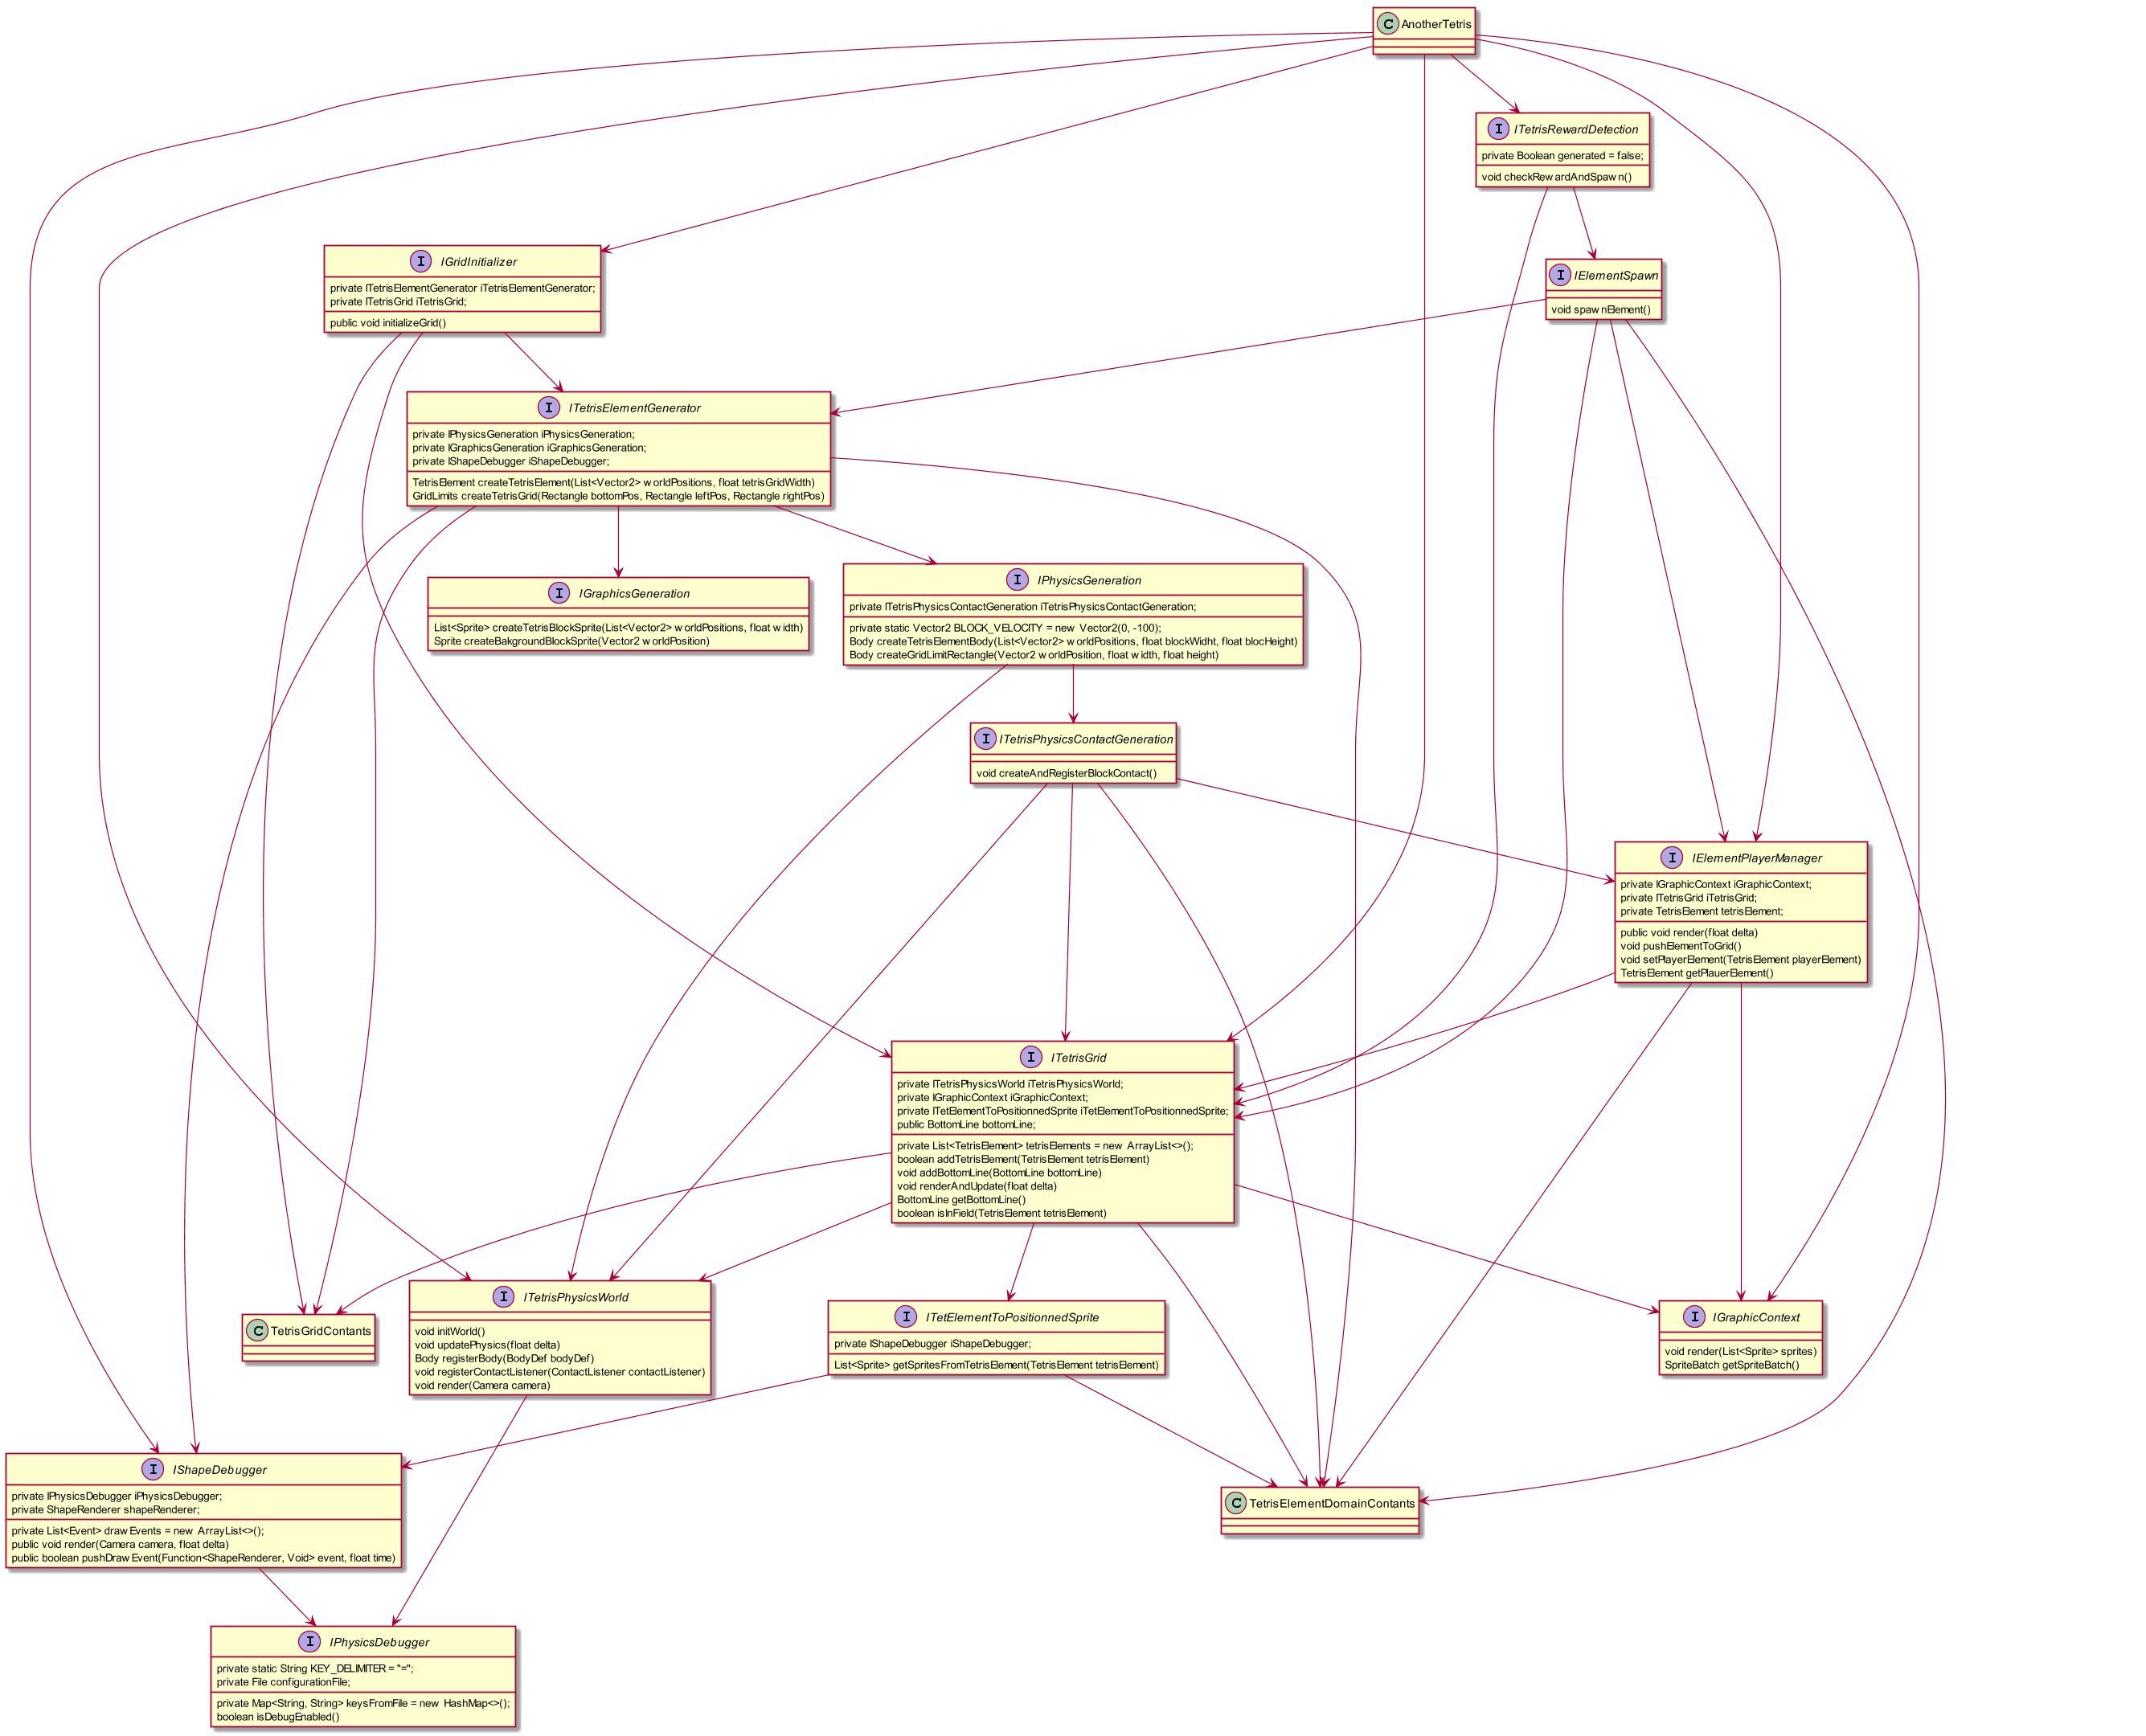 C AnotherTetris
I ITetrisRewardDetection
private Boolean generated = false;
void checkRewardAndSpawn()
I IGridInitializer
private ITetrisElementGenerator iTetrisElementGenerator;
private ITetrisGrid iTetrisGrid;
public void initializeGrid()
I IElementSpawn
void spawnElement()
I ITetrisElementGenerator
private IPhysicsGeneration iPhysicsGeneration;
private IGraphicsGeneration iGraphicsGeneration;
private IShapeDebugger iShapeDebugger;
TetrisElement createTetrisElement(List<Vector2> worldPositions, float tetrisGridWidth)
GridLimits createTetrisGrid(Rectangle bottomPos, Rectangle leftPos, Rectangle rightPos)
I IGraphicsGeneration
List<Sprite> createTetrisBlockSprite(List<Vector2> worldPositions, float width)
Sprite createBakgroundBlockSprite(Vector2 worldPosition)
I IPhysicsGeneration
private ITetrisPhysicsContactGeneration iTetrisPhysicsContactGeneration;
private static Vector2 BLOCK_VELOCITY = new Vector2(0, -100);
Body createTetrisElementBody(List<Vector2> worldPositions, float blockWidht, float blocHeight)
Body createGridLimitRectangle(Vector2 worldPosition, float width, float height)
I ITetrisPhysicsContactGeneration
void createAndRegisterBlockContact()
I IElementPlayerManager
private IGraphicContext iGraphicContext;
private ITetrisGrid iTetrisGrid;
private TetrisElement tetrisElement;
public void render(float delta)
void pushElementToGrid()
void setPlayerElement(TetrisElement playerElement)
TetrisElement getPlauerElement()
I ITetrisGrid
private ITetrisPhysicsWorld iTetrisPhysicsWorld;
private IGraphicContext iGraphicContext;
private ITetElementToPositionnedSprite iTetElementToPositionnedSprite;
public BottomLine bottomLine;
private List<TetrisElement> tetrisElements = new ArrayList<>();
boolean addTetrisElement(TetrisElement tetrisElement)
void addBottomLine(BottomLine bottomLine)
void renderAndUpdate(float delta)
BottomLine getBottomLine()
boolean isInField(TetrisElement tetrisElement)
C TetrisGridContants
I ITetrisPhysicsWorld
void initWorld()
void updatePhysics(float delta)
Body registerBody(BodyDef bodyDef)
void registerContactListener(ContactListener contactListener)
void render(Camera camera)
I ITetElementToPositionnedSprite
private IShapeDebugger iShapeDebugger;
List<Sprite> getSpritesFromTetrisElement(TetrisElement tetrisElement)
I IGraphicContext
void render(List<Sprite> sprites)
SpriteBatch getSpriteBatch()
I IShapeDebugger
private IPhysicsDebugger iPhysicsDebugger;
private ShapeRenderer shapeRenderer;
private List<Event> drawEvents = new ArrayList<>();
public void render(Camera camera, float delta)
public boolean pushDrawEvent(Function<ShapeRenderer, Void> event, float time)
C TetrisElementDomainContants
I IPhysicsDebugger
private static String KEY_DELIMITER = "=";
private File configurationFile;
private Map<String, String> keysFromFile = new HashMap<>();
boolean isDebugEnabled()